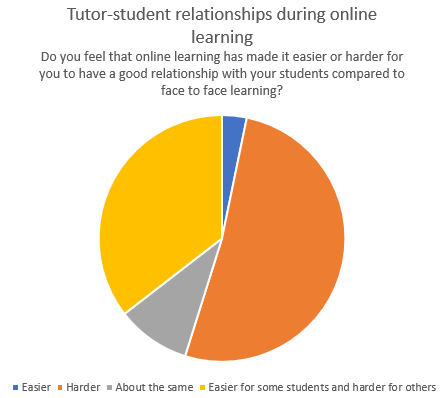 Tutor-student relationships during online
learning
Do you feel that online learning has made it easier or harder for
you to have a good relationship with your students compared to
face to face learning?
Easier Harder About the same Easier for some students and harder for others